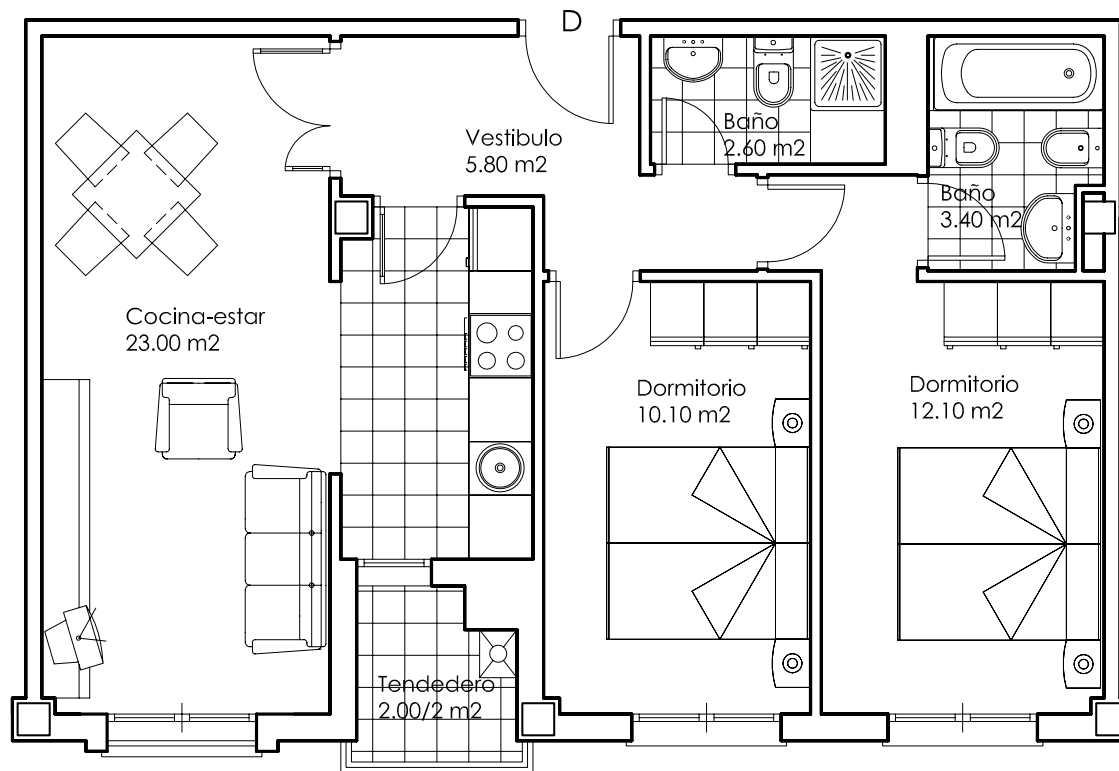 D
Vestibulo
5.80 m2
Baño
2.60 m2
Baño
3.40 m2
Cocina-estar
23.00 m2
Dormitorio
10.10 m2
Dormitorio
12.10 m2
Tendedero
2.00/2 m2